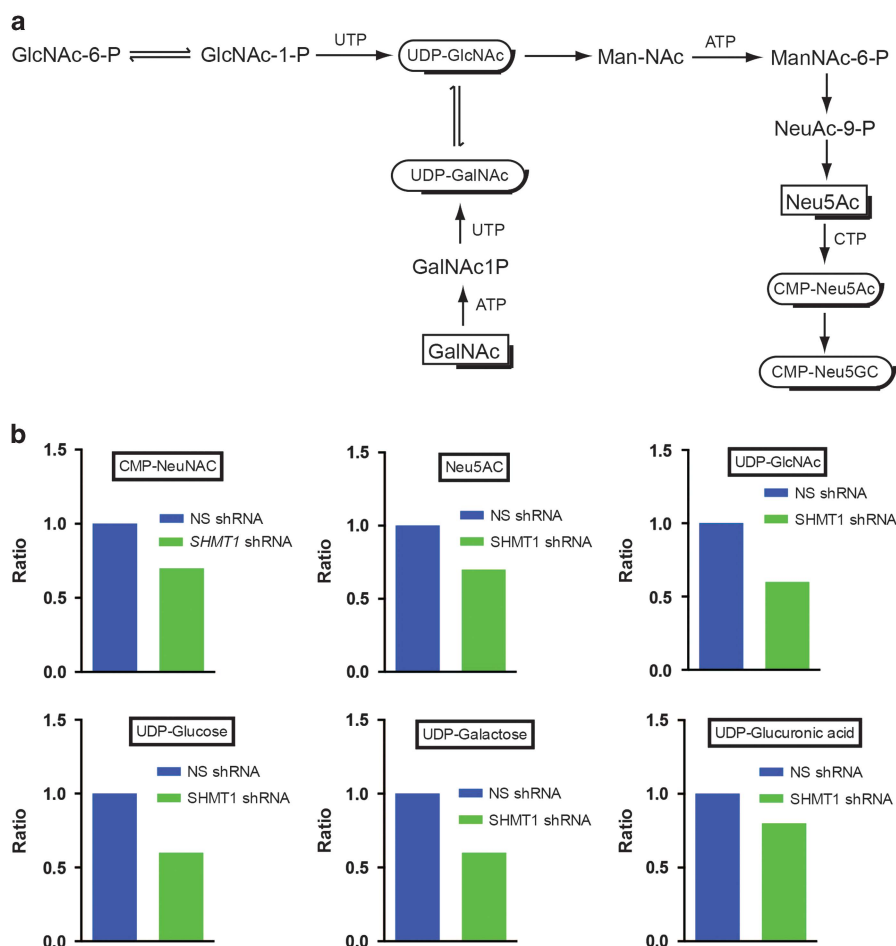 a
GlcNAc-6-P GlcNAc-1-P UTP UDP-GlcNAc Man-NAc ATP ManNAc-6-P
NeuAc-9-P
UDP-GalNAc
Neu5Ac
UTP
CTP
GalNAc1P
CMP-Neu5Ac
ATP
GalNAc
CMP-Neu5GC
b
1.5
1.0
0.5
0.0
Ratio
CMP-NeuNAC
NS shRNA
SHMT1 shRNA
1.5
1.0
0.5
0.0
Ratio
Neu5AC
NS shRNA
SHMT1 shRNA
1.5
1.0
0.5
0.0
Ratio
UDP-GlcNAc
NS shRNA
SHMT1 shRNA
1.5
1.0
0.5
0.0
Ratio
UDP-Glucose
NS shRNA
SHMT1 shRNA
1.5
1.0
0.5
0.0
Ratio
UDP-Galactose
NS shRNA
SHMT1 shRNA
1.5
1.0
0.5
0.0
Ratio
UDP-Glucuronic acid
NS shRNA
SHMT1 shRNA